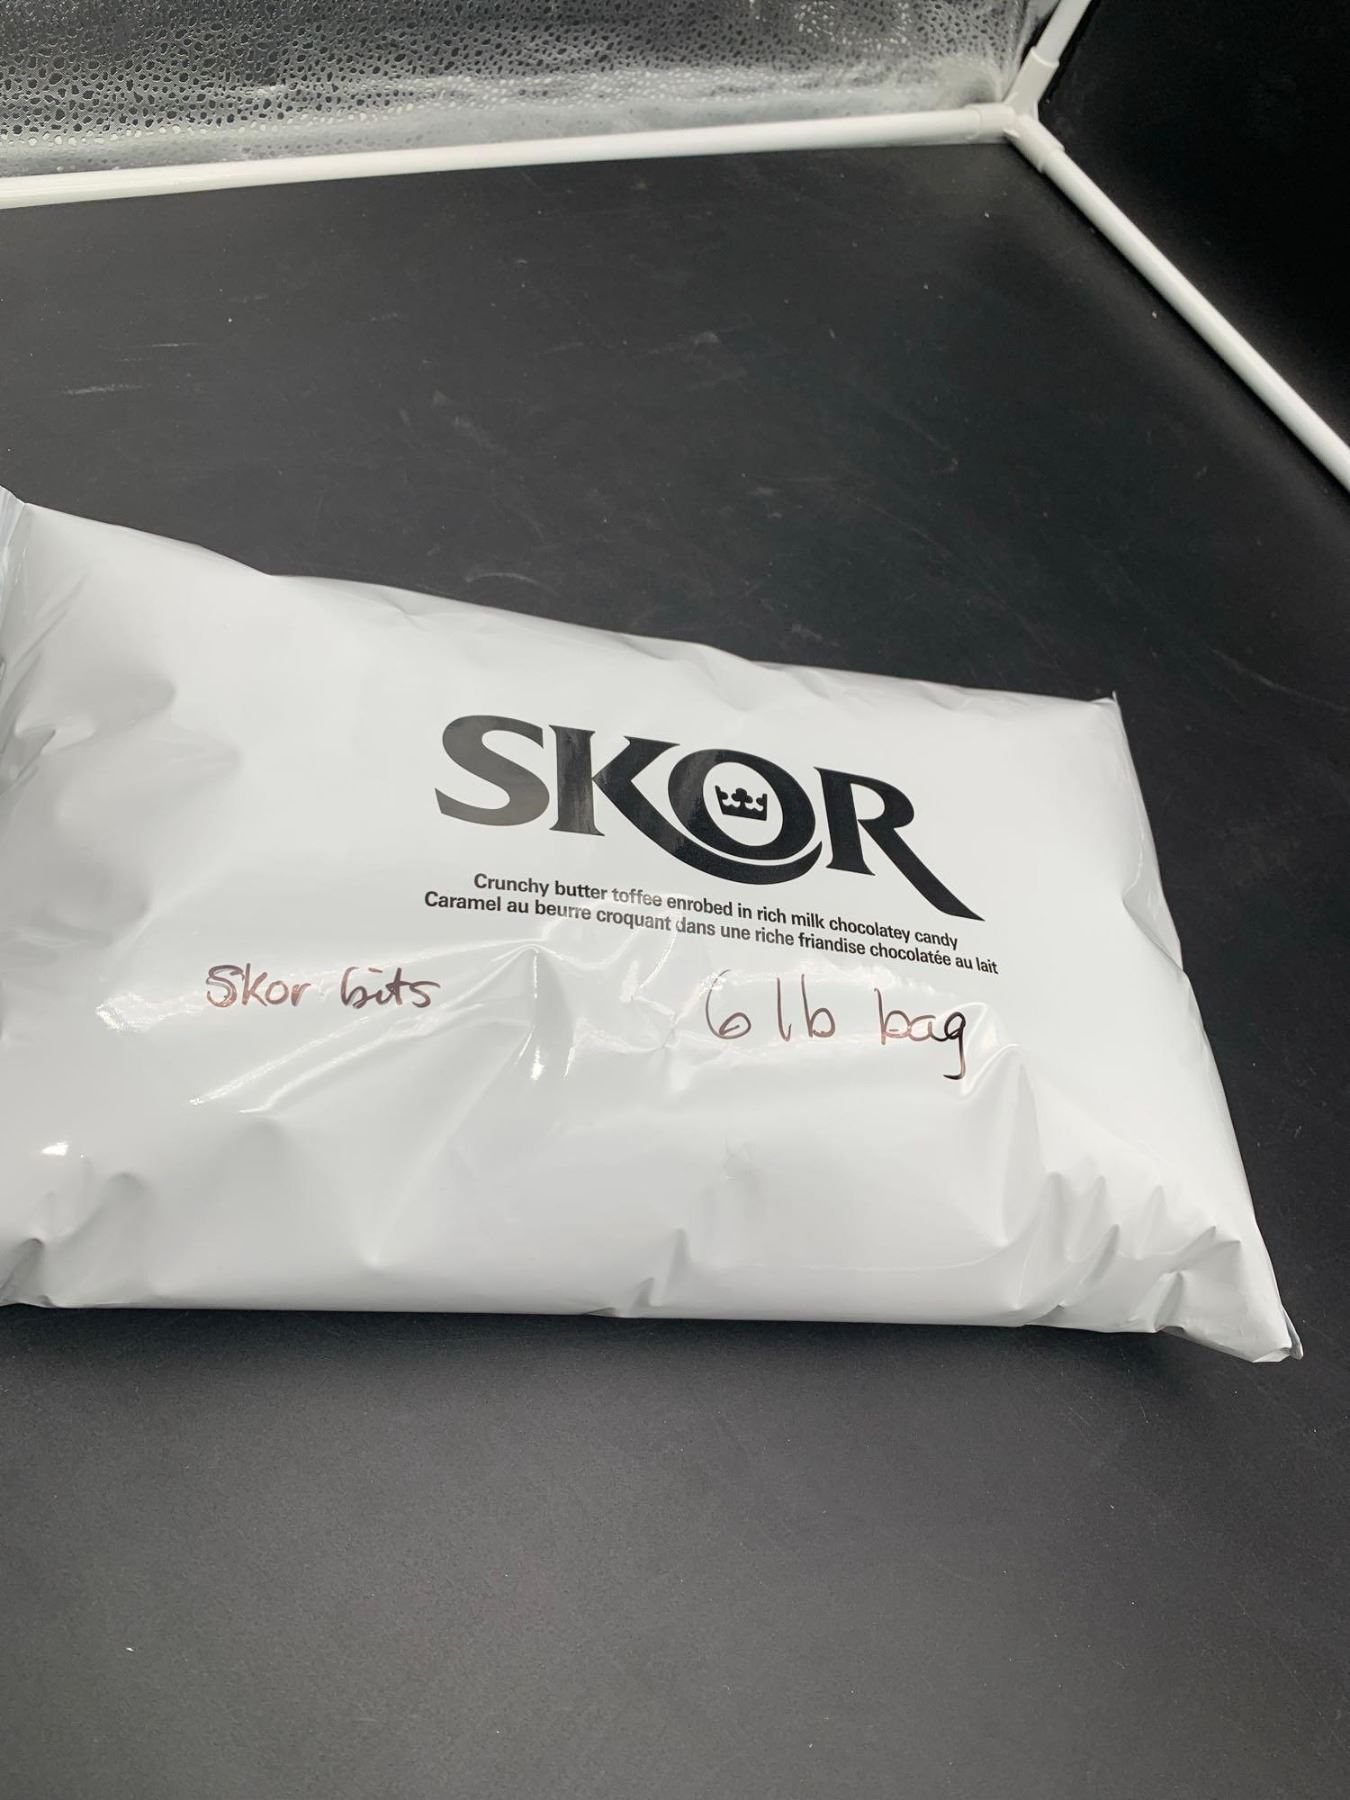 SKOR
Crunchy butter toffee enrobed in rich milk chocolatey candy
Caramel au beurre croquant dans une riche friandise chocolatée au lait
Skor bits
6 lb bag